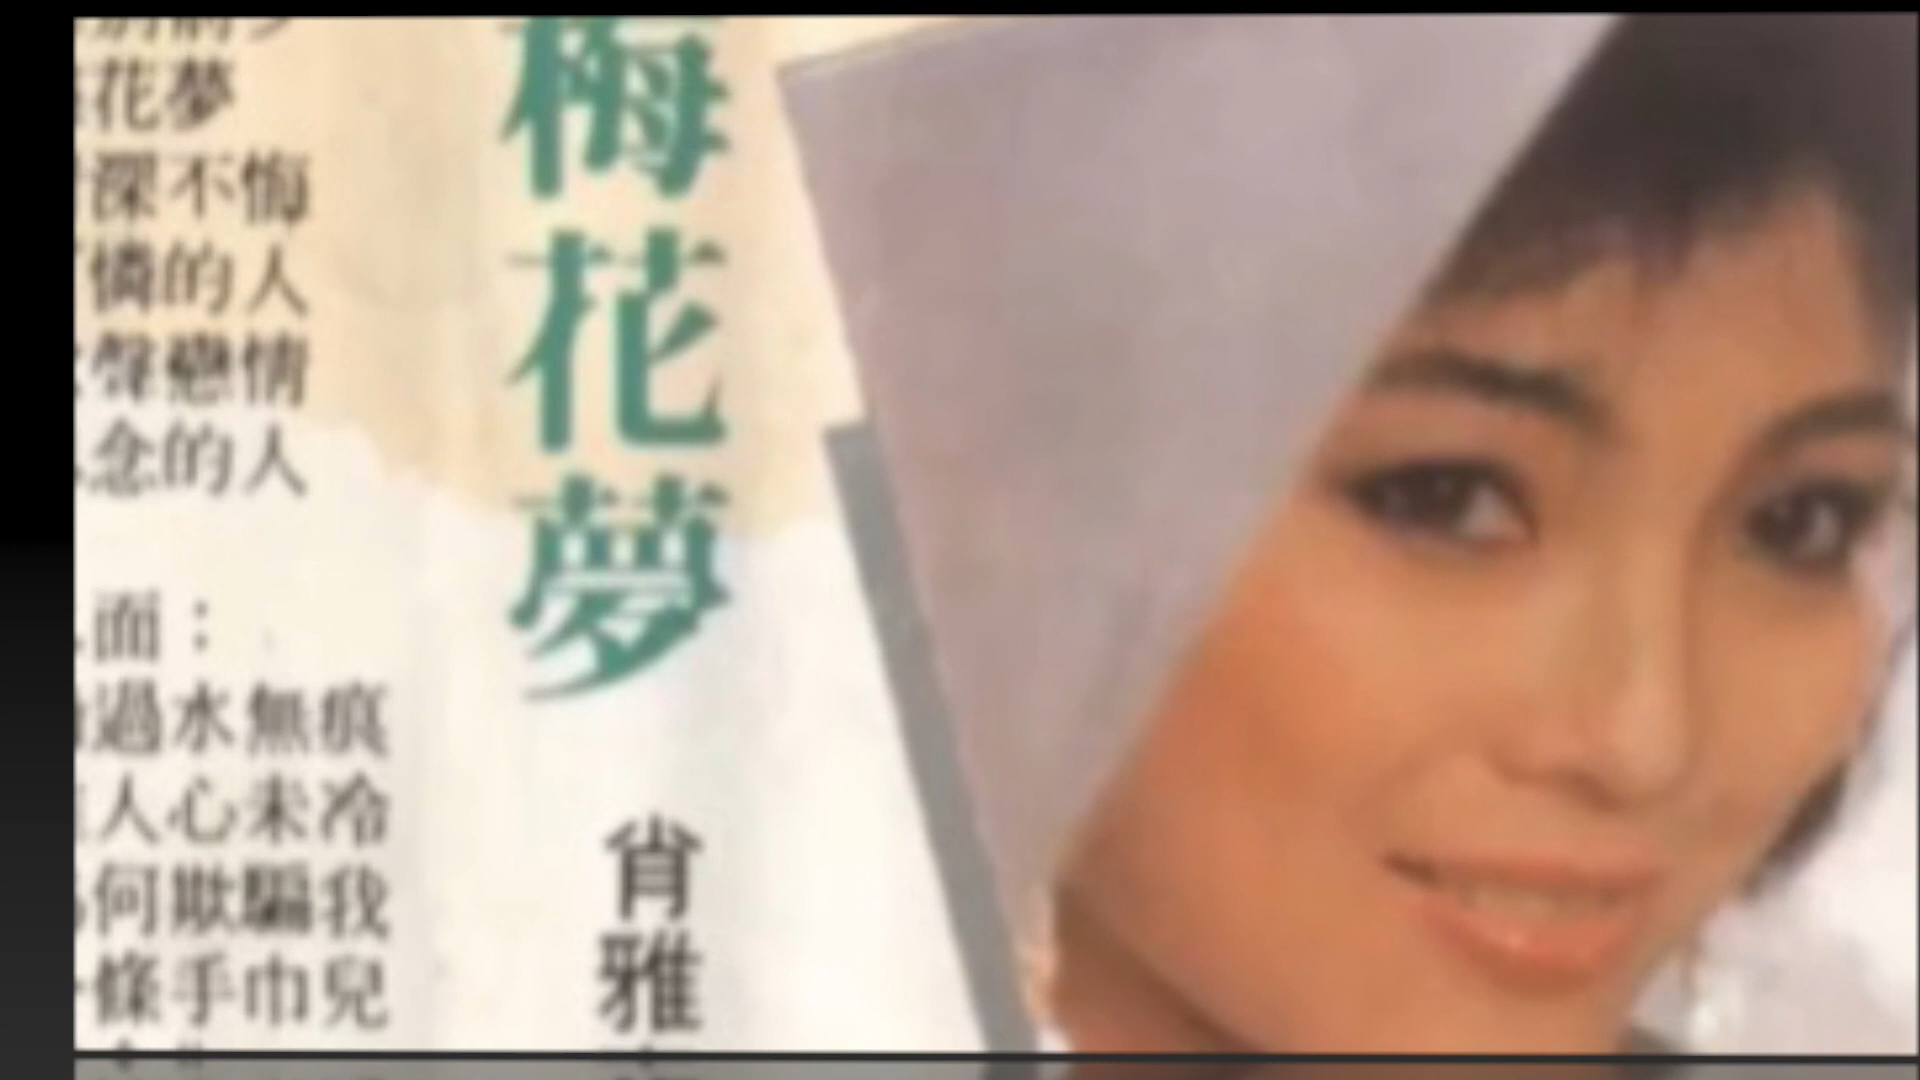 花夢
深不悔
憐的人
聲戀情
念的人
面：
過水無痕
人心未冷
何欺騙我
條手巾兒
梅花夢
肖雅